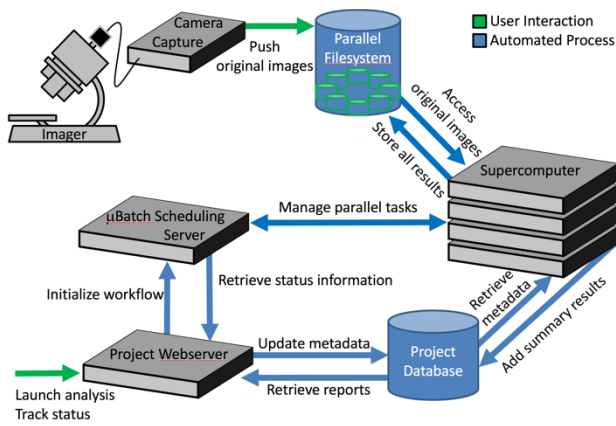 Camera
Capture
User Interaction
Automated Process
Push
original images
Parallel
Filesystem
Imager
Access
original images
Store all results
Supercomputer
µBatch Scheduling
Server
Manage parallel tasks
Initialize workflow
Retrieve status information
Retrieve
metadata
Add summary results
Project Webserver
Update metadata
Project
Database
Retrieve reports
Launch analysis
Track status